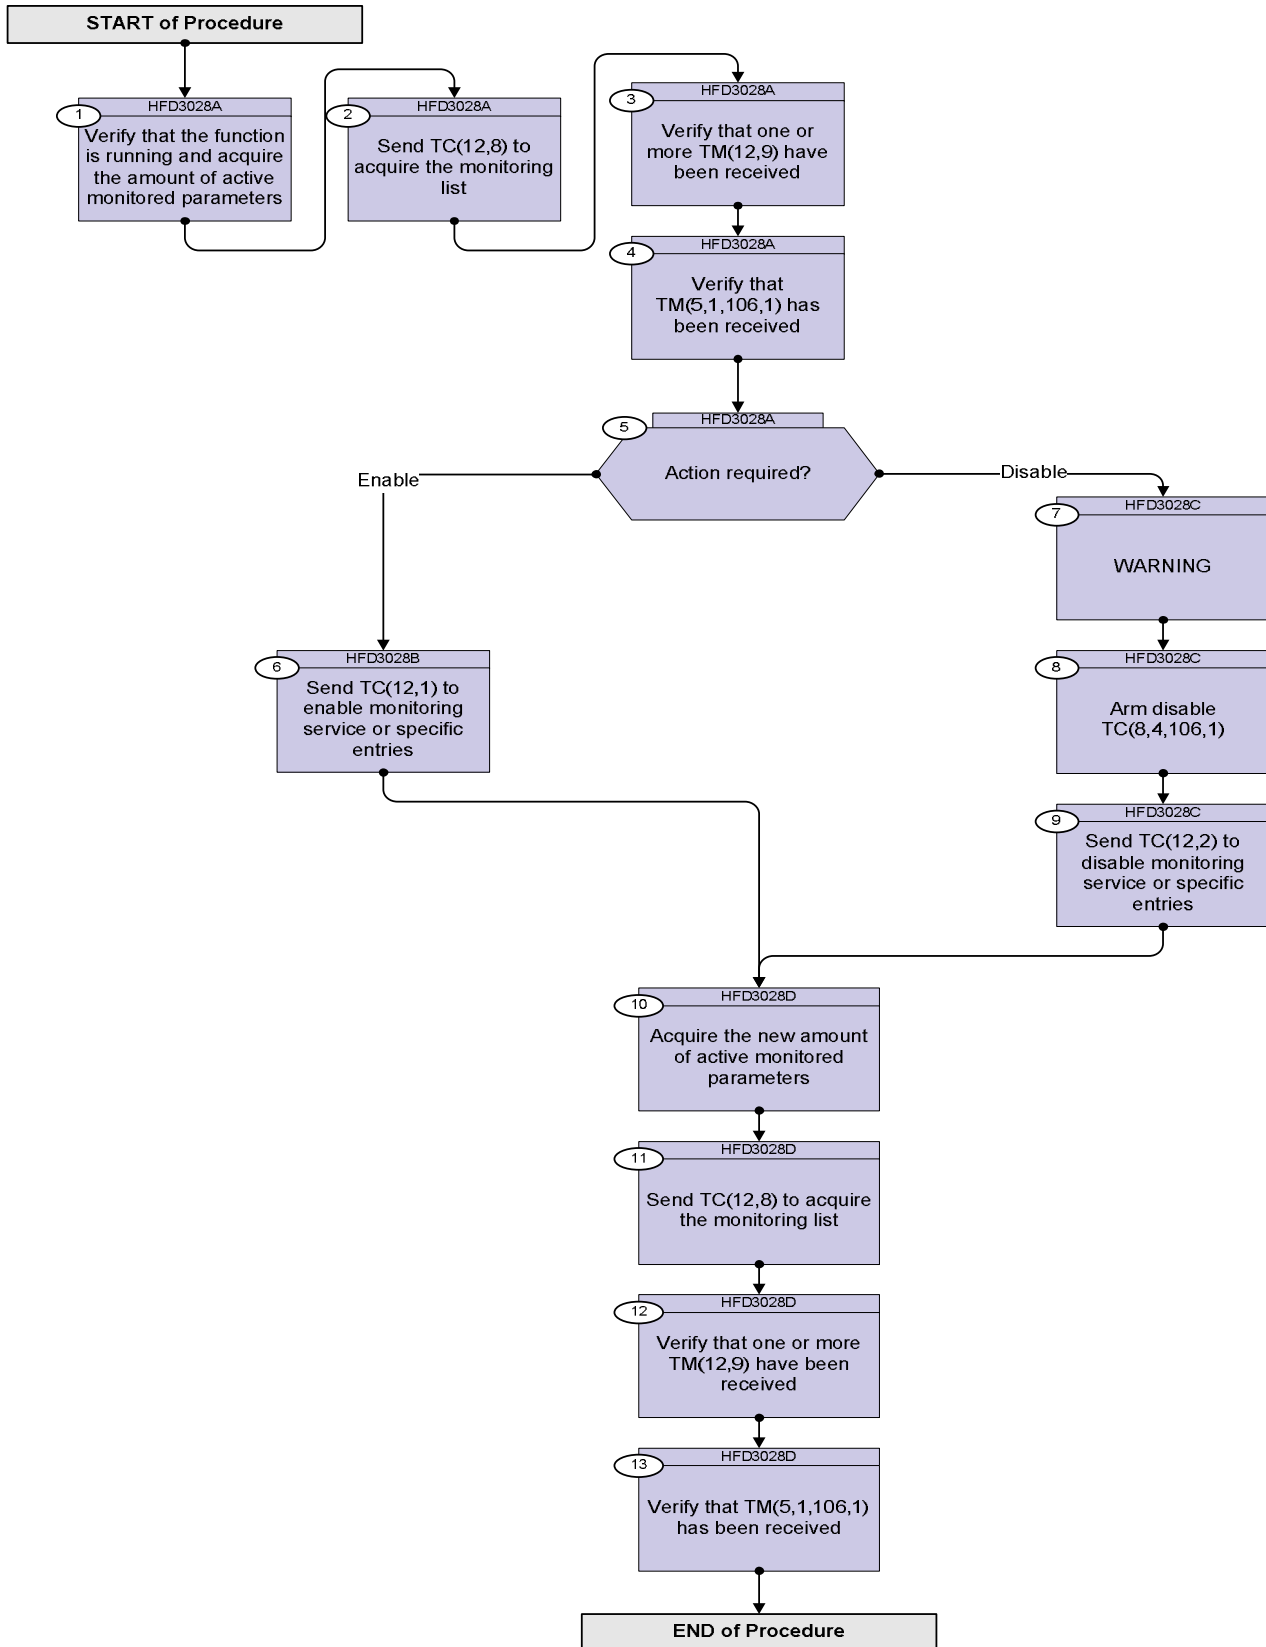 START of Procedure
HFD3028A
1
Verify that the function
is running and acquire
the amount of active
monitored parameters
HFD3028A
2
Send TC(12,8) to
acquire the monitoring
list
HFD3028A
3
Verify that one or
more TM(12,9) have
been received
HFD3028A
4
Verify that
TM(5,1,106,1) has
been received
HFD3028A
5
Action required?
Enable
Disable
HFD3028C
7
WARNING
HFD3028B
6
Send TC(12,1) to
enable monitoring
service or specific
entries
HFD3028C
8
Arm disable
TC(8,4,106,1)
HFD3028C
9
Send TC(12,2) to
disable monitoring
service or specific
entries
HFD3028D
10
Acquire the new amount
of active monitored
parameters
HFD3028D
11
Send TC(12,8) to acquire
the monitoring list
HFD3028D
12
Verify that one or more
TM(12,9) have been
received
HFD3028D
13
Verify that TM(5,1,106,1)
has been received
END of Procedure